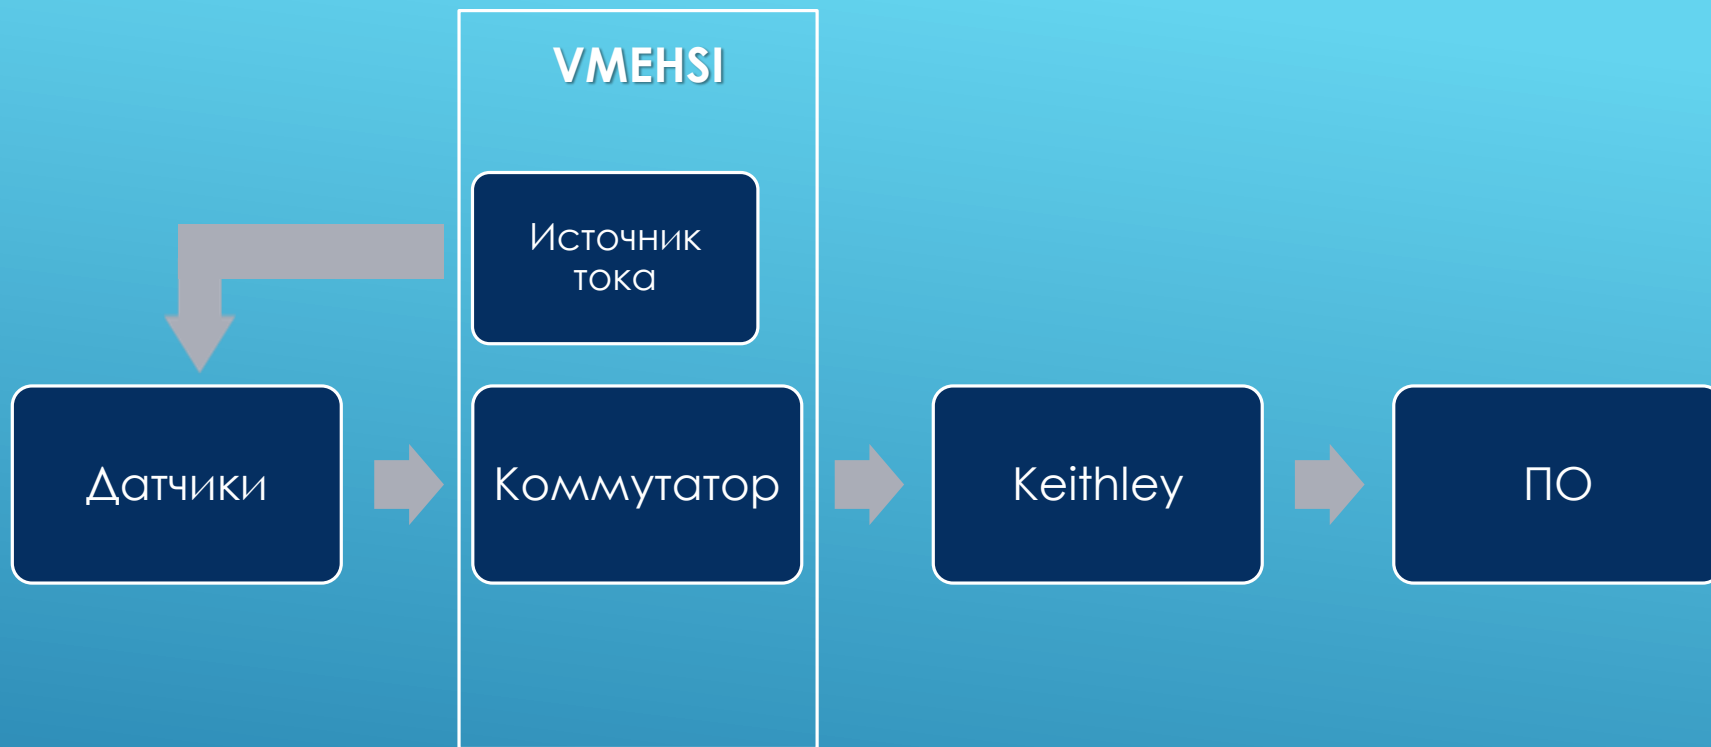 VMEHSI
Источник
тока
Датчики
Коммутатор
Keithley
ПО